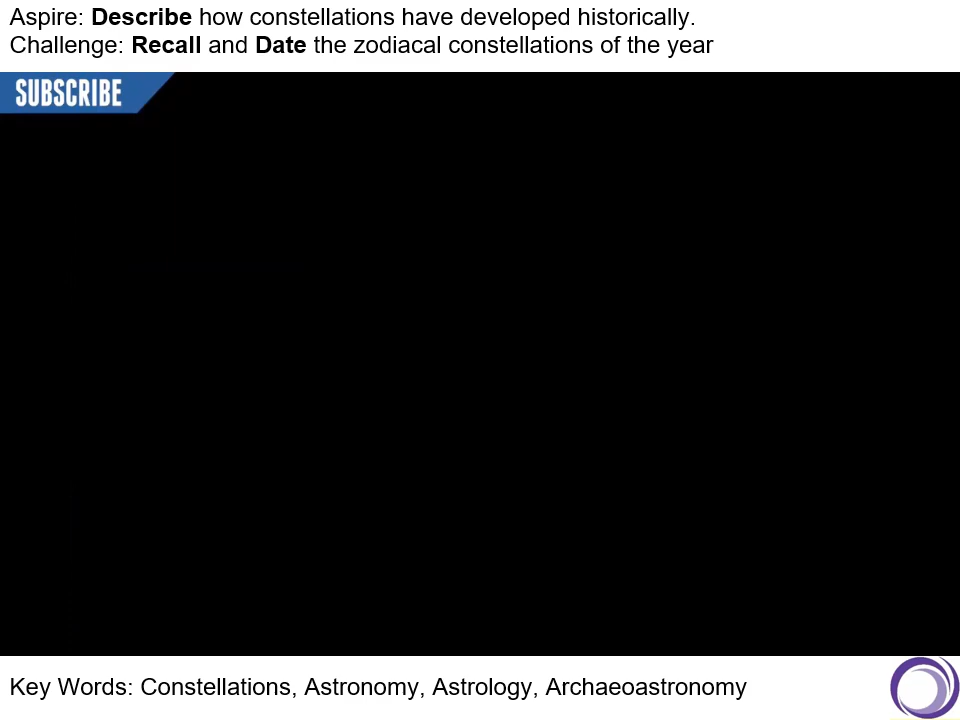 Aspire: Describe how constellations have developed historically.
Challenge: Recall and Date the zodiacal constellations of the year
SUBSCRIBE
Key Words: Constellations, Astronomy, Astrology, Archaeoastronomy